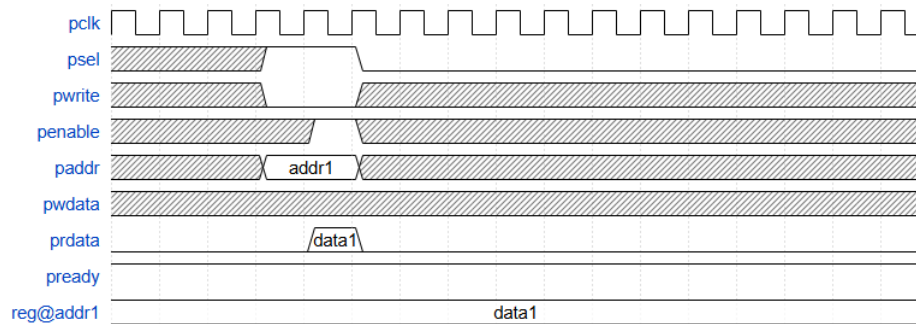 pclk
psel
pwrite
penable
paddr addr1
pwdata
prdata data1
pready
reg@addr1 data1